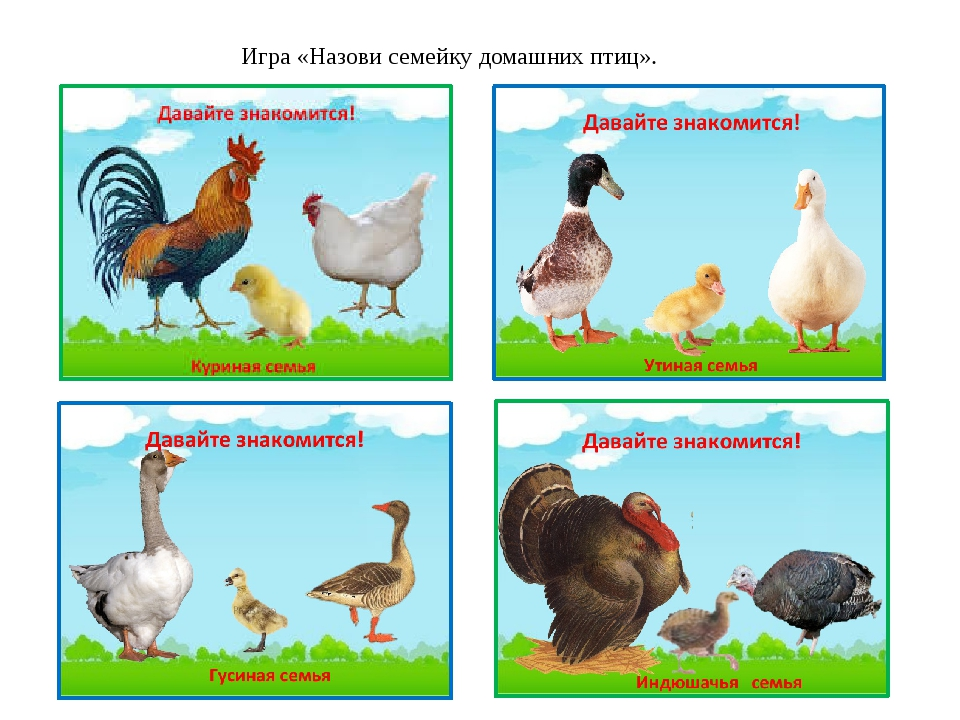 Игра «Назови семейку домашних птиц».
Давайте знакомится!
Куриная семья
Давайте знакомится!
Утиная семья
Давайте знакомится!
Гусиная семья
Давайте знакомится!
Индюшачья семья